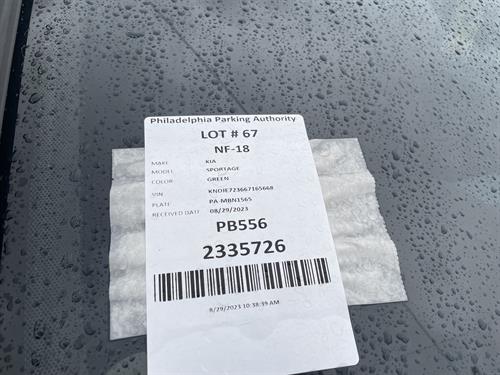 Philadelphia Parking Authority
LOT # 67
NF-18
MAKE KIA
MODEL SPORTAGE
COLOR GREEN
VIN KNOJE723667165668
PLATE PA-MBN1565
RECEIVED DATE 08/29/2023
PB556
2335726
8/29/2023 10:38:39 AM